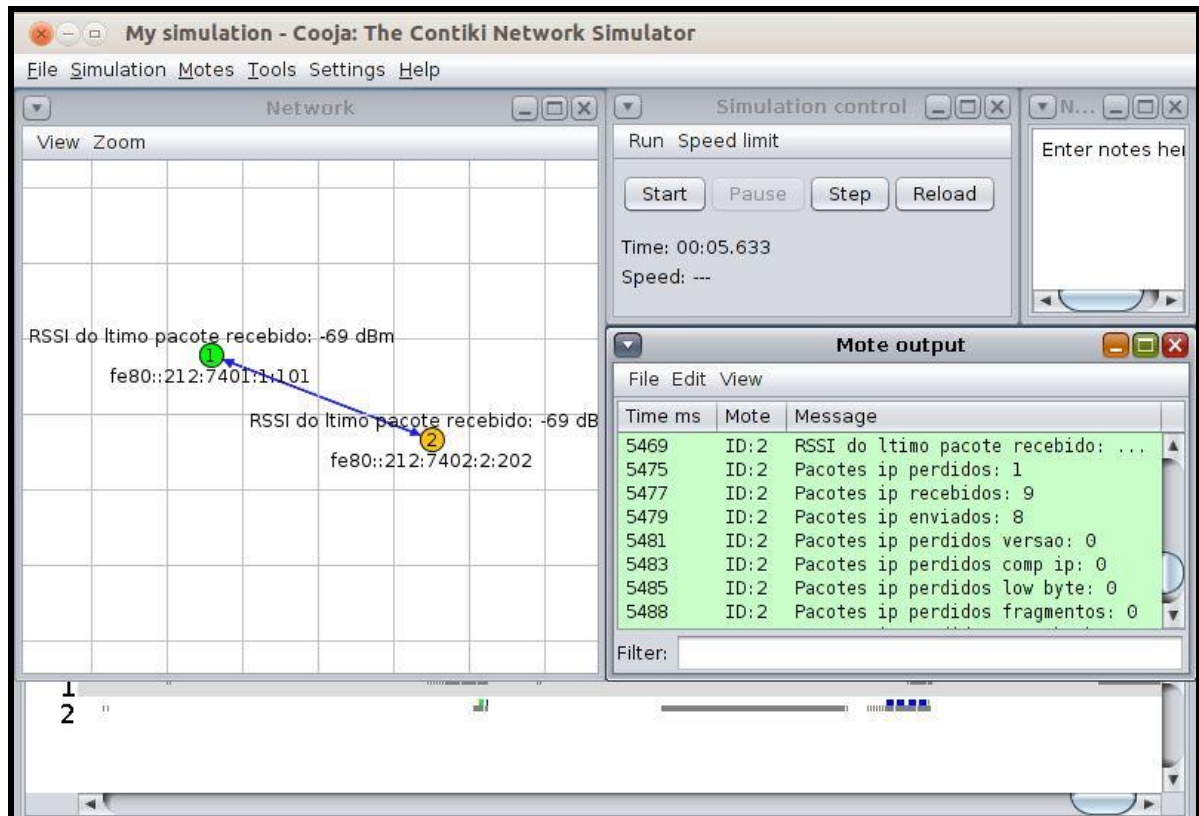 My simulation - Cooja: The Contiki Network Simulator
File Simulation Motes Tools Settings Help
Network
View Zoom
RSSI do ltimo pacote recebido: -69 dBm
1
fe80::212:7401:1:101
RSSI do ltimo pacote recebido: -69 dB
2
fe80::212:7402:2:202
Simulation control
Run Speed limit
Start Pause Step Reload
Time: 00:05.633
Speed: ---
N...
Enter notes her
Mote output
File Edit View
Time ms Mote Message
5469 ID:2 RSSI do ltimo pacote recebido: ...
5475 ID:2 Pacotes ip perdidos: 1
5477 ID:2 Pacotes ip recebidos: 9
5479 ID:2 Pacotes ip enviados: 8
5481 ID:2 Pacotes ip perdidos versao: 0
5483 ID:2 Pacotes ip perdidos comp ip: 0
5485 ID:2 Pacotes ip perdidos low byte: 0
5488 ID:2 Pacotes ip perdidos fragmentos: 0
Filter:
1
2